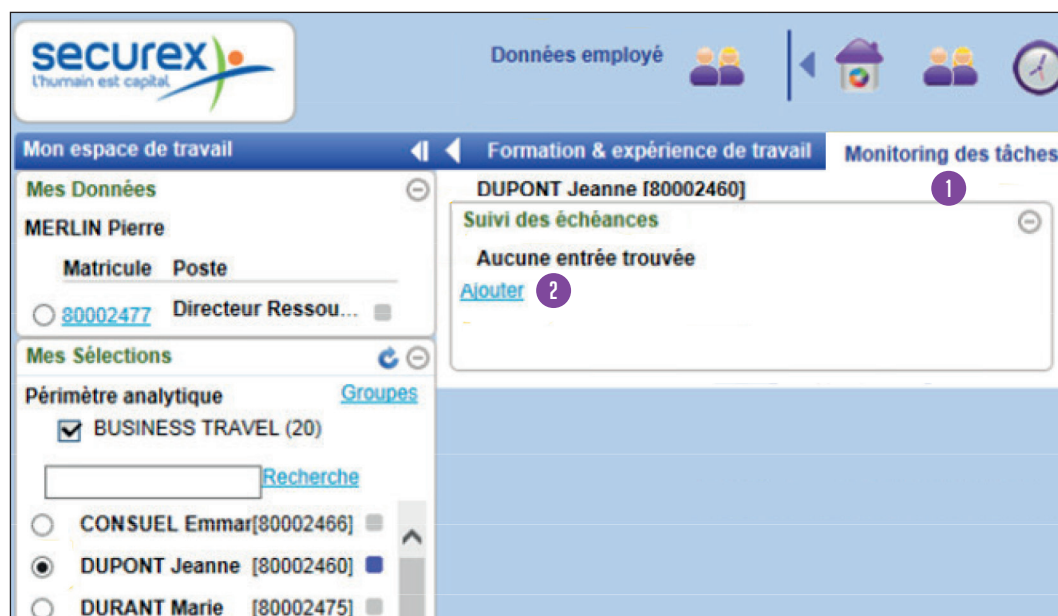 securex
l'humain est capital
Données employé
Mon espace de travail
Formation & expérience de travail
Monitoring des tâches
1
Mes Données
MERLIN Pierre
Matricule Poste
80002477 Directeur Ressou...
DUPONT Jeanne [80002460]
Suivi des échéances
Aucune entrée trouvée
Ajouter 2
Mes Sélections
Périmètre analytique Groupes
BUSINESS TRAVEL (20)
Recherche
CONSUEL Emmar[80002466]
DUPONT Jeanne [80002460]
DURANT Marie [80002475]